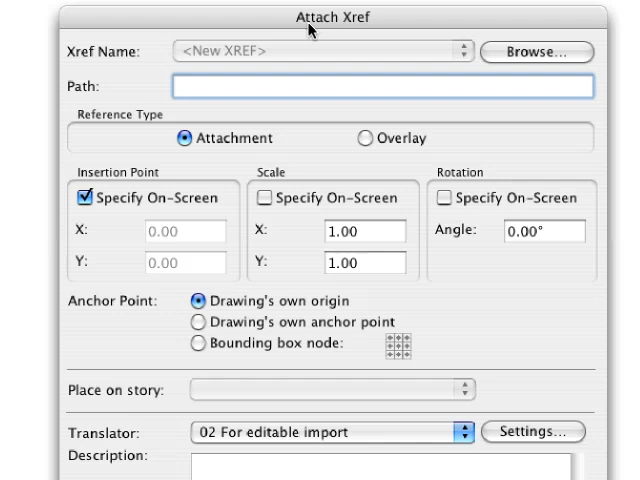 Attach Xref
Xref Name: <New XREF> Browse...
Path:
Reference Type
Attachment Overlay
Insertion Point Scale Rotation
Specify On-Screen Specify On-Screen Specify On-Screen
X: 0.00 X: 1.00 Angle: 0.00°
Y: 0.00 Y: 1.00
Anchor Point: Drawing's own origin
Drawing's own anchor point
Bounding box node:
Place on story:
Translator: 02 For editable import Settings...
Description: